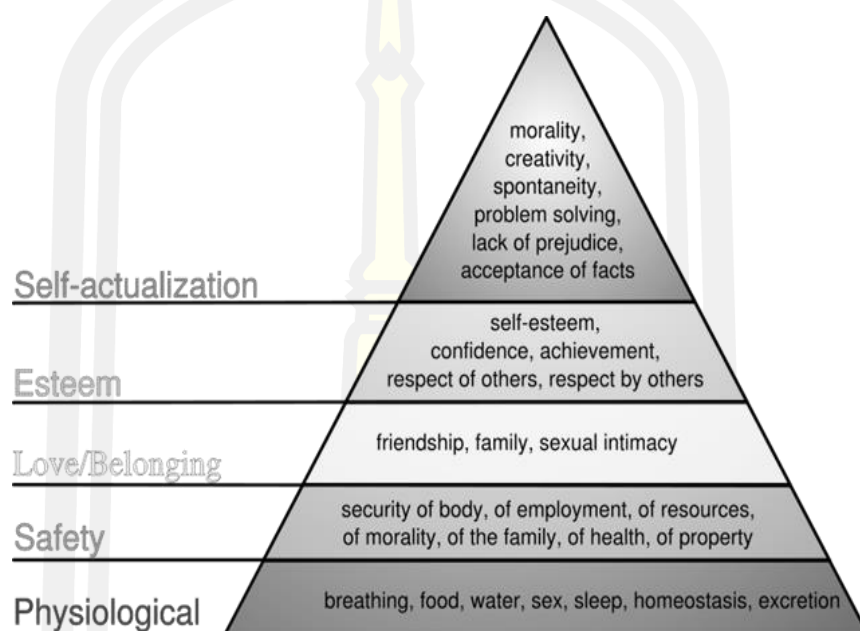 morality,
creativity,
spontaneity,
problem solving,
lack of prejudice,
acceptance of facts
Self-actualization
self-esteem,
confidence, achievement,
respect of others, respect by others
Esteem
friendship, family, sexual intimacy
Love/Belonging
security of body, of employment, of resources,
of morality, of the family, of health, of property
Safety
breathing, food, water, sex, sleep, homeostasis, excretion
Physiological